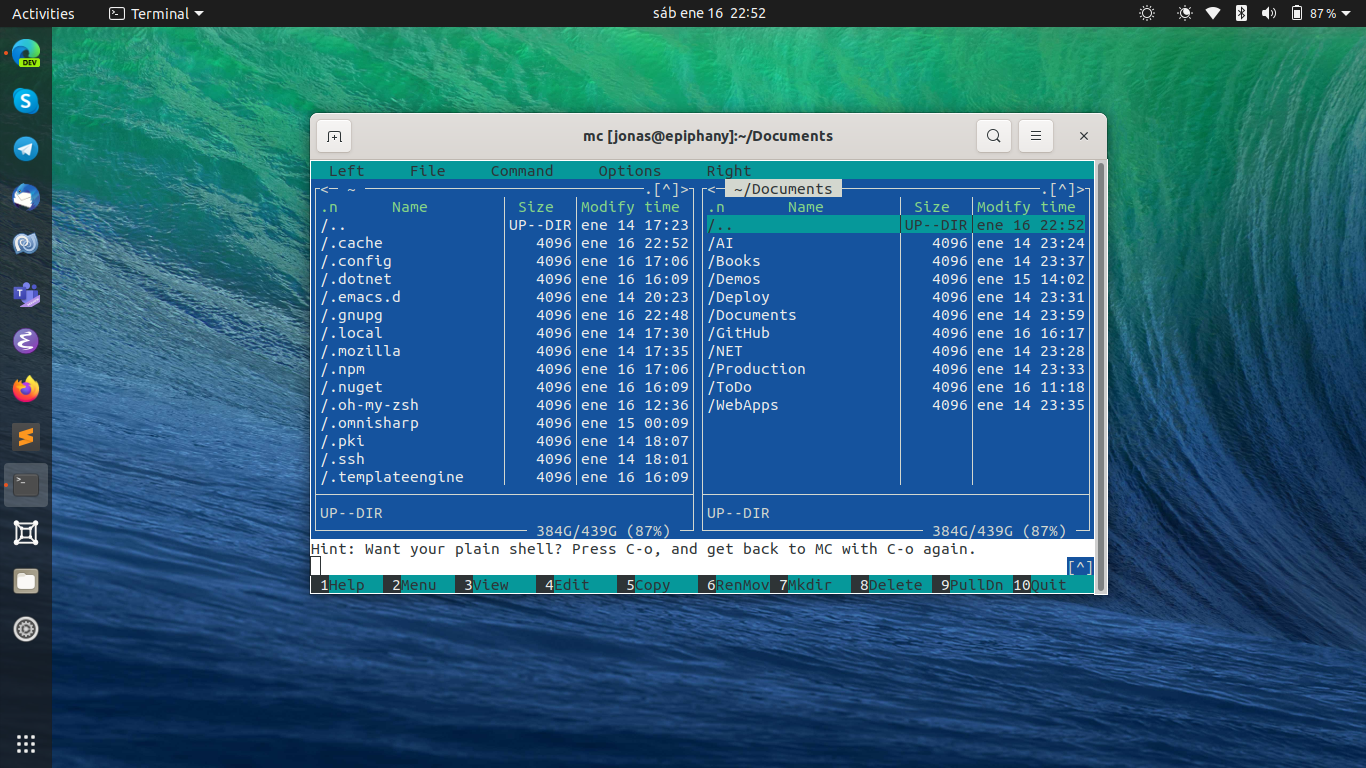 Activities Terminal sáb ene 16 22:52 87 %
DEV
mc [jonas@epiphany]:~/Documents
Left File Command Options Right
<─ ~ ─.[^]>
.n Name Size Modify time
/.. UP--DIR ene 14 17:23
/.cache 4096 ene 16 22:52
/.config 4096 ene 16 17:06
/.dotnet 4096 ene 16 16:09
/.emacs.d 4096 ene 14 20:23
/.gnupg 4096 ene 16 22:48
/.local 4096 ene 14 17:30
/.mozilla 4096 ene 14 17:35
/.npm 4096 ene 16 17:06
/.nuget 4096 ene 16 16:09
/.oh-my-zsh 4096 ene 16 12:36
/.omnisharp 4096 ene 15 00:09
/.pki 4096 ene 14 18:07
/.ssh 4096 ene 14 18:01
/.templateengine 4096 ene 16 16:09
UP--DIR
384G/439G (87%)
<─ ~/Documents ─.[^]>
.n Name Size Modify time
/.. UP--DIR ene 16 22:52
/AI 4096 ene 14 23:24
/Books 4096 ene 14 23:37
/Demos 4096 ene 15 14:02
/Deploy 4096 ene 14 23:31
/Documents 4096 ene 14 23:59
/GitHub 4096 ene 16 16:17
/NET 4096 ene 14 23:28
/Production 4096 ene 14 23:33
/ToDo 4096 ene 16 11:18
/WebApps 4096 ene 14 23:35
UP--DIR
384G/439G (87%)
Hint: Want your plain shell? Press C-o, and get back to MC with C-o again.
[^]
1Help 2Menu 3View 4Edit 5Copy 6RenMov 7Mkdir 8Delete 9PullDn 10Quit